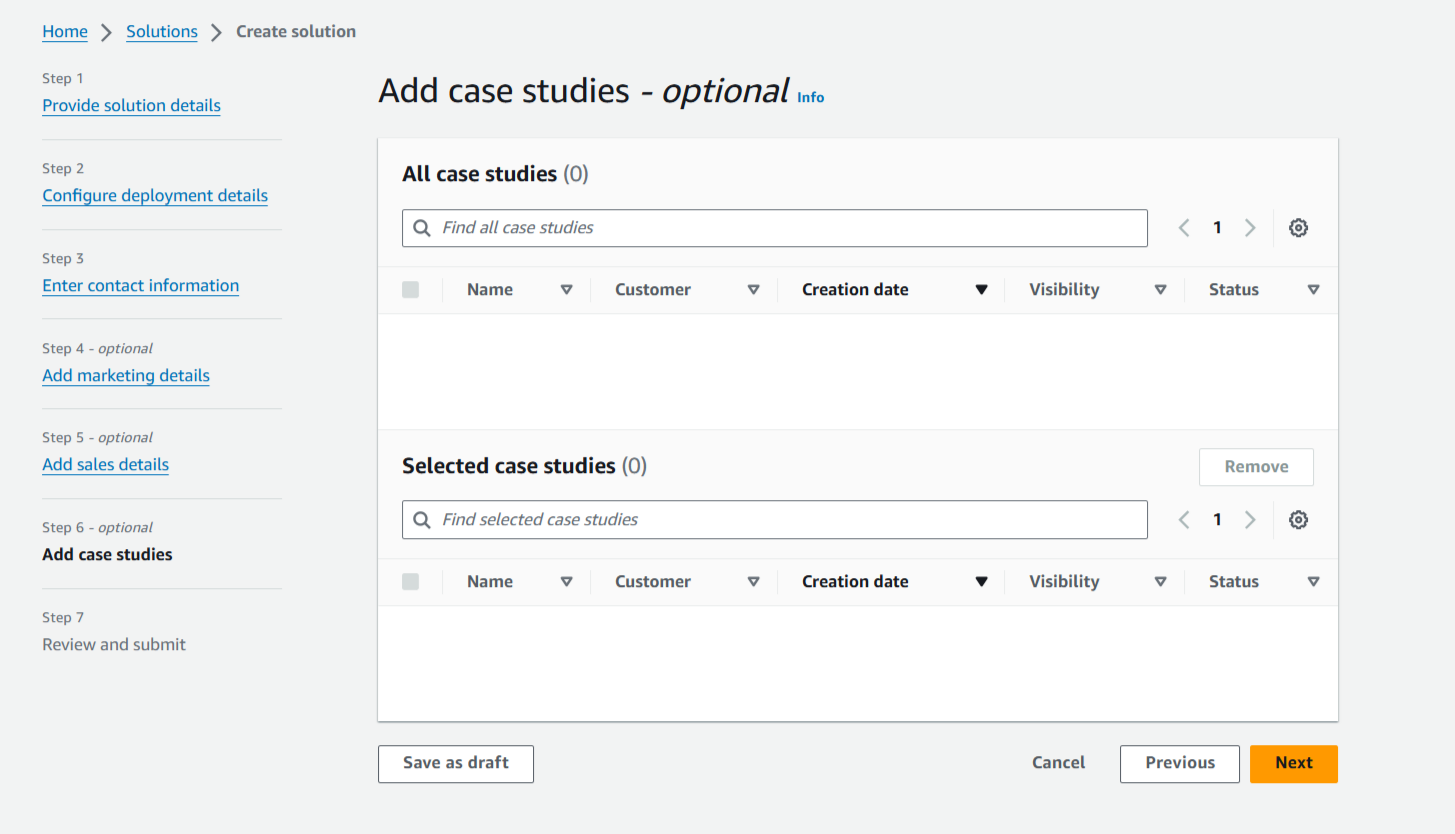 Home Solutions Create solution
Step 1
Provide solution details
Step 2
Configure deployment details
Step 3
Enter contact information
Step 4 - optional
Add marketing details
Step 5 - optional
Add sales details
Step 6 - optional
Add case studies
Step 7
Review and submit
Add case studies - optional Info
All case studies (0)
Find all case studies
1
Name Customer Creation date Visibility Status
Selected case studies (0)
Remove
Find selected case studies
1
Name Customer Creation date Visibility Status
Save as draft
Cancel
Previous
Next